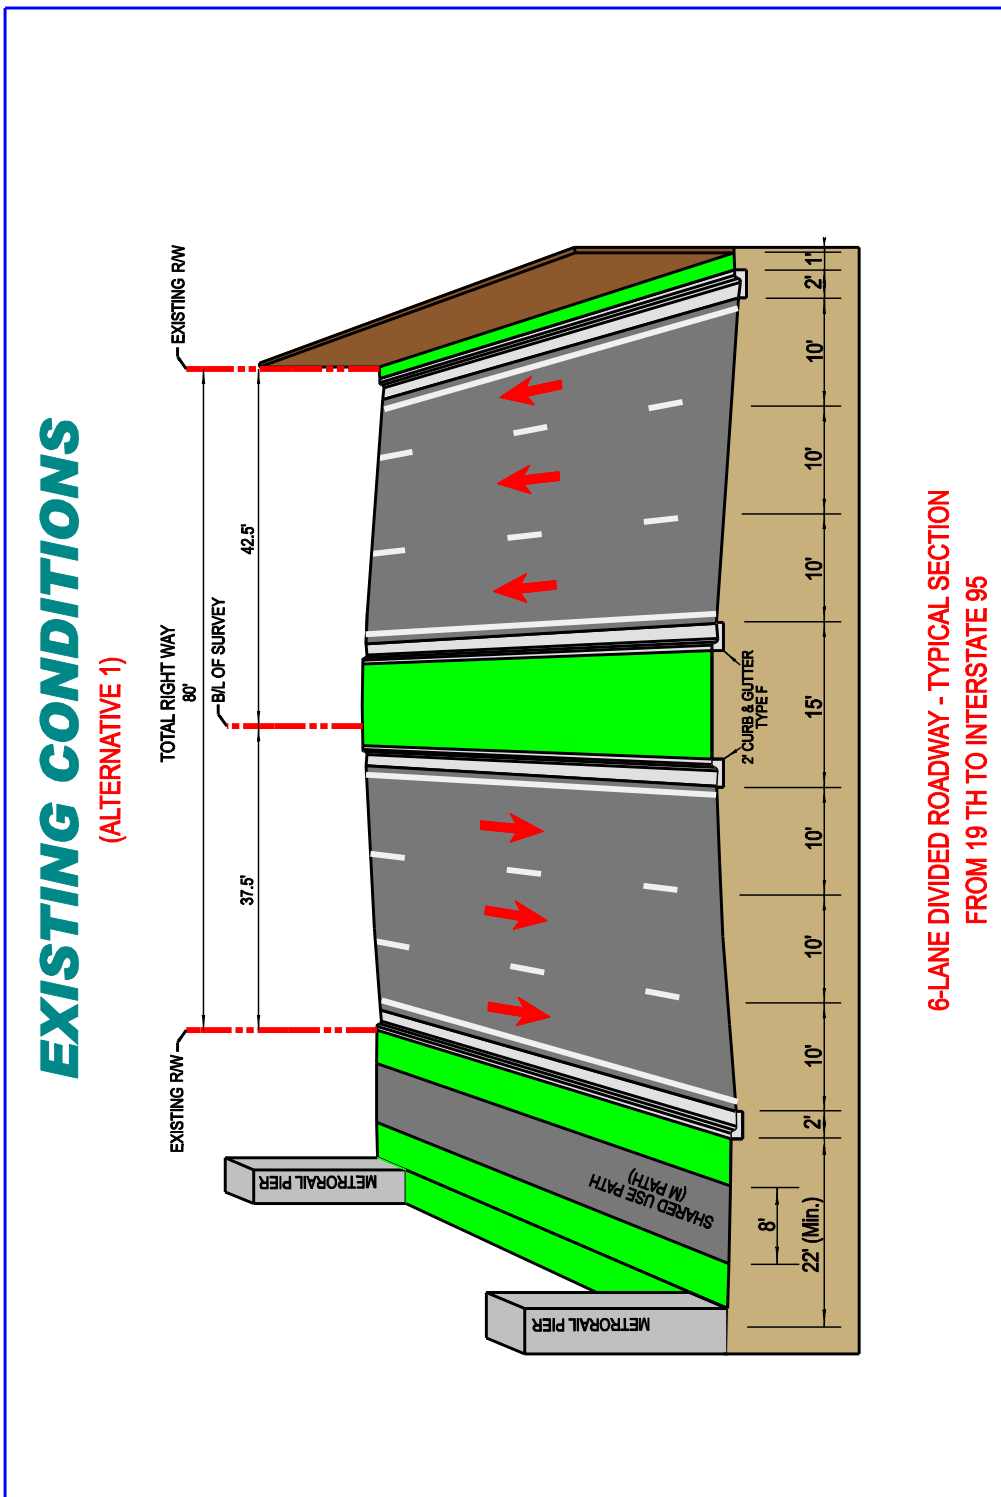 EXISTING CONDITIONS
(ALTERNATIVE 1)
TOTAL RIGHT WAY
80'
EXISTING R/W
B/L OF SURVEY
EXISTING R/W
37.5'
42.5'
METRORAIL PIER
METRORAIL PIER
SHARED USE PATH
(M PATH)
2' CURB & GUTTER
TYPE F
8'
22' (Min.)
2'
10'
10'
10'
15'
10'
10'
10'
2'
1'
6-LANE DIVIDED ROADWAY - TYPICAL SECTION
FROM 19 TH TO INTERSTATE 95